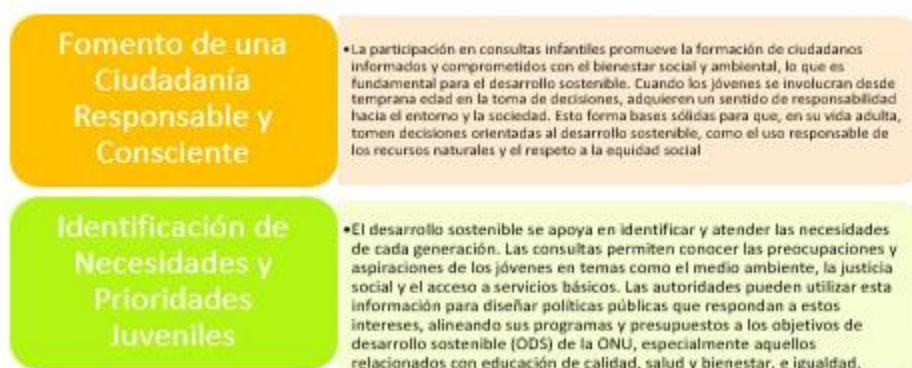 Fomento de una
Ciudadanía
Responsable y
Consciente
•La participación en consultas infantiles promueve la formación de ciudadanos
informados y comprometidos con el bienestar social y ambiental, lo que es
fundamental para el desarrollo sostenible. Cuando los jóvenes se involucran desde
temprana edad en la toma de decisiones, adquieren un sentido de responsabilidad
hacia el entorno y la sociedad. Esto forma bases sólidas para que, en su vida adulta,
tomen decisiones orientadas al desarrollo sostenible, como el uso responsable de
los recursos naturales y el respeto a la equidad social
Identificación de
Necesidades y
Prioridades
Juveniles
•El desarrollo sostenible se apoya en identificar y atender las necesidades
de cada generación. Las consultas permiten conocer las preocupaciones y
aspiraciones de los jóvenes en temas como el medio ambiente, la justicia
social y el acceso a servicios básicos. Las autoridades pueden utilizar esta
información para diseñar políticas públicas que respondan a estos
intereses, alineando sus programas y presupuestos a los objetivos de
desarrollo sostenible (ODS) de la ONU, especialmente aquellos
relacionados con educación de calidad, salud y bienestar, e igualdad.